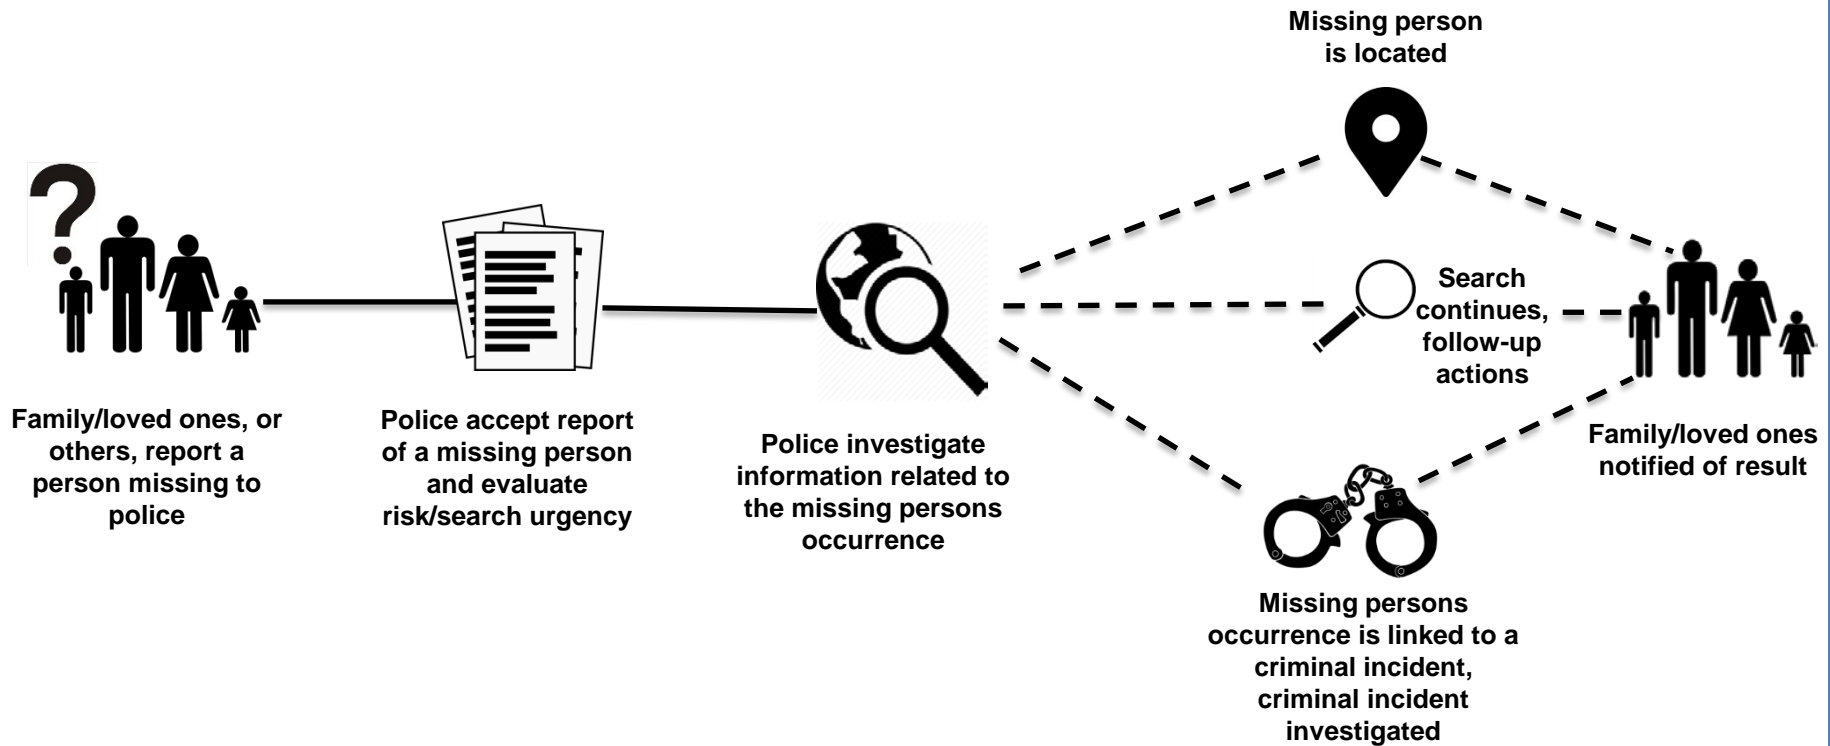 Family/loved ones, or
others, report a
person missing to
police
Police accept report
of a missing person
and evaluate
risk/search urgency
Police investigate
information related to
the missing persons
occurrence
Missing person
is located
Search
continues,
follow-up
actions
Missing persons
occurrence is linked to a
criminal incident,
criminal incident
investigated
Family/loved ones
notified of result